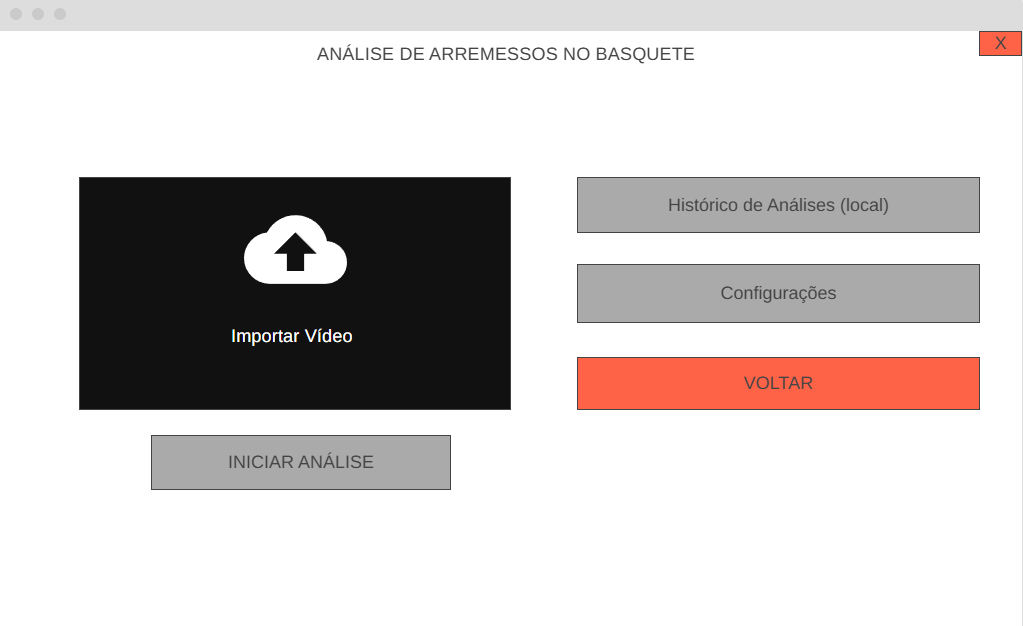 ANÁLISE DE ARREMESSOS NO BASQUETE
X
Importar Vídeo
INICIAR ANÁLISE
Histórico de Análises (local)
Configurações
VOLTAR